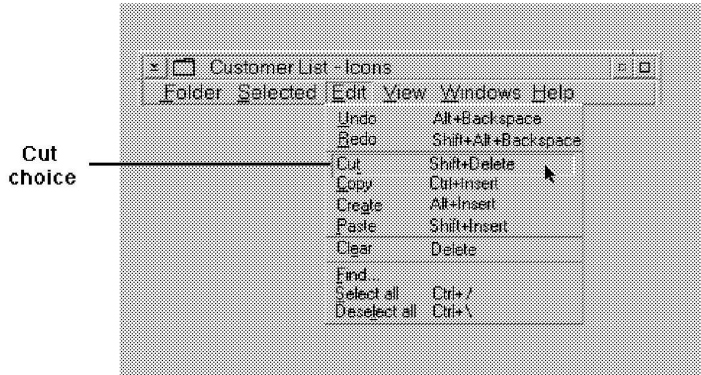 Customer List - Icons
Folder Selected Edit View Windows Help
Undo Alt+Backspace
Redo Shift+Alt+Backspace
Cut Shift+Delete
Copy Ctrl+Insert
Create Alt+Insert
Paste Shift+Insert
Clear Delete
Find...
Select all Ctrl+/
Deselect all Ctrl+\
Cut
choice